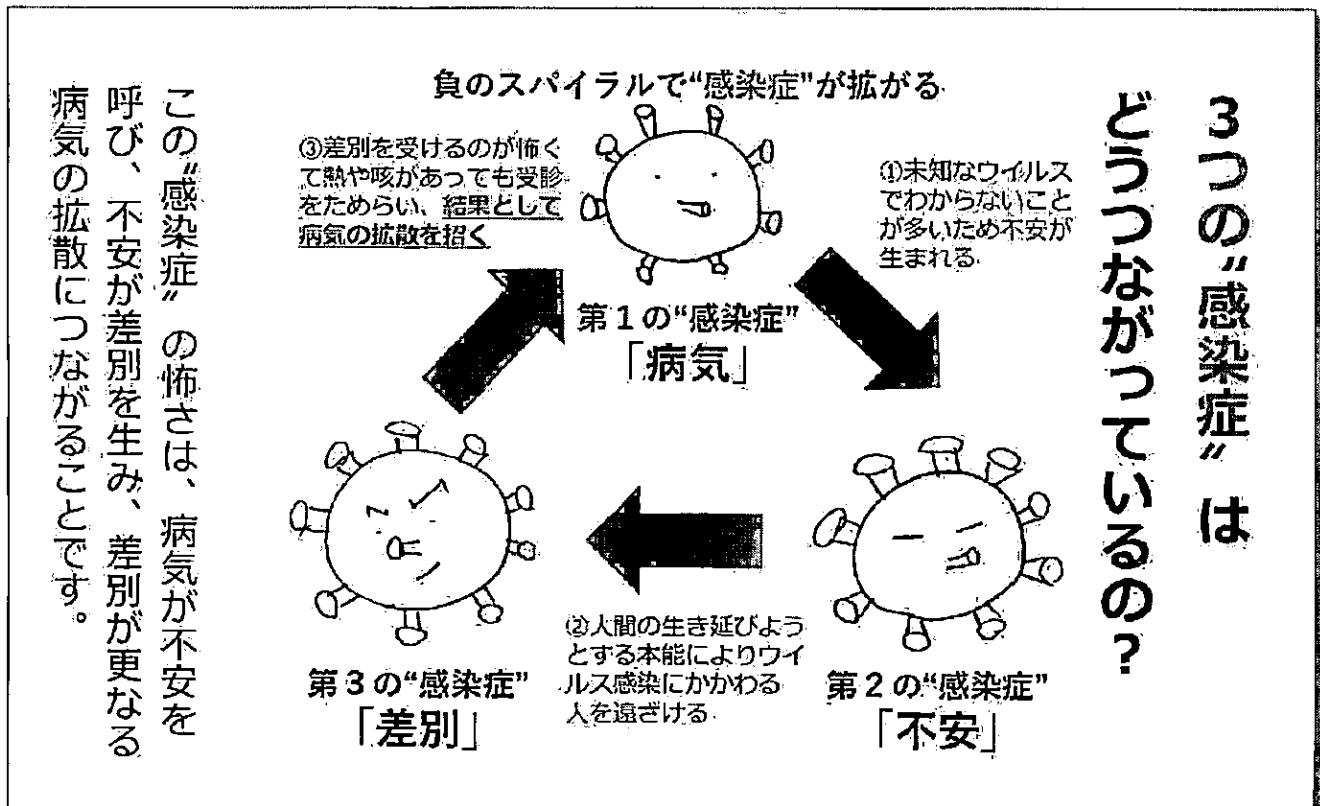 3つの“感染症”は
どうつながっているの?
負のスパイラルで“感染症”が拡がる
①未知なウイルス
でわからないこと
が多いため不安が
生まれる
第1の“感染症”
「病気」
第2の“感染症”
「不安」
②人間の生き延びよう
とする本能によりウイ
ルス感染にかかわる
人を遠ざける
第3の“感染症”
「差別」
③差別を受けるのが怖く
て熱や咳があっても受診
をためらい、結果として
病気の拡散を招く
この“感染症”の怖さは、病気が不安を
呼び、不安が差別を生み、差別が更なる
病気の拡散につながることです。